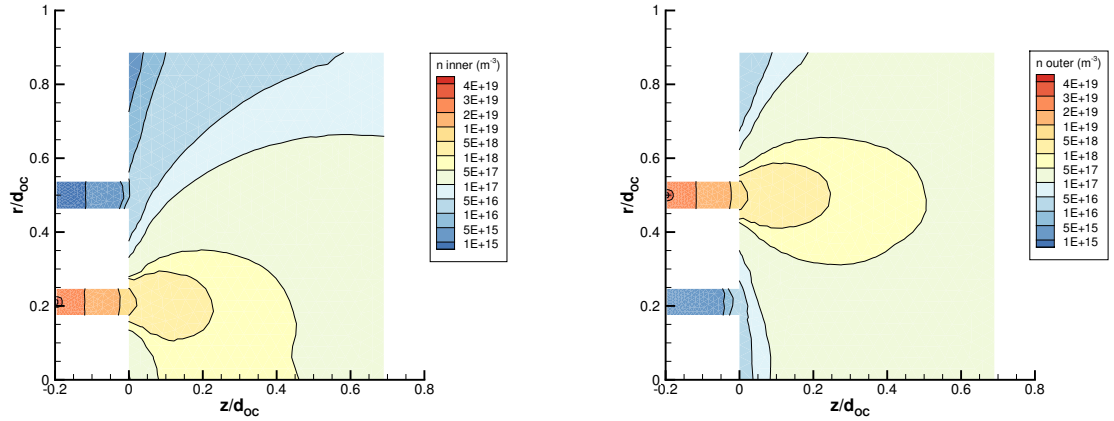 1
0.8
0.6
0.4
0.2
0
r/dOC
-0.2 0 0.2 0.4 0.6 0.8
z/dOC
n inner (m-3)
4E+19
3E+19
2E+19
1E+19
5E+18
1E+18
5E+17
1E+17
5E+16
1E+16
5E+15
1E+15
1
0.8
0.6
0.4
0.2
0
r/dOC
-0.2 0 0.2 0.4 0.6 0.8
z/dOC
n outer (m-3)
4E+19
3E+19
2E+19
1E+19
5E+18
1E+18
5E+17
1E+17
5E+16
1E+16
5E+15
1E+15